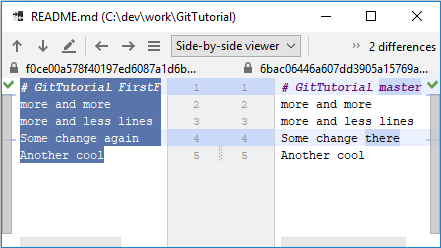 README.md (C:\dev\work\GitTutorial)
Side-by-side viewer
» 2 differences
f0ce00a578f40197ed6087a1d6b...
6bac06446a607dd3905a15769a...
# GitTutorial FirstF
more and more
more and less lines
Some change again
Another cool
1 1
2 2
3 3
4 4
5 5
# GitTutorial master
more and more
more and less lines
Some change there
Another cool